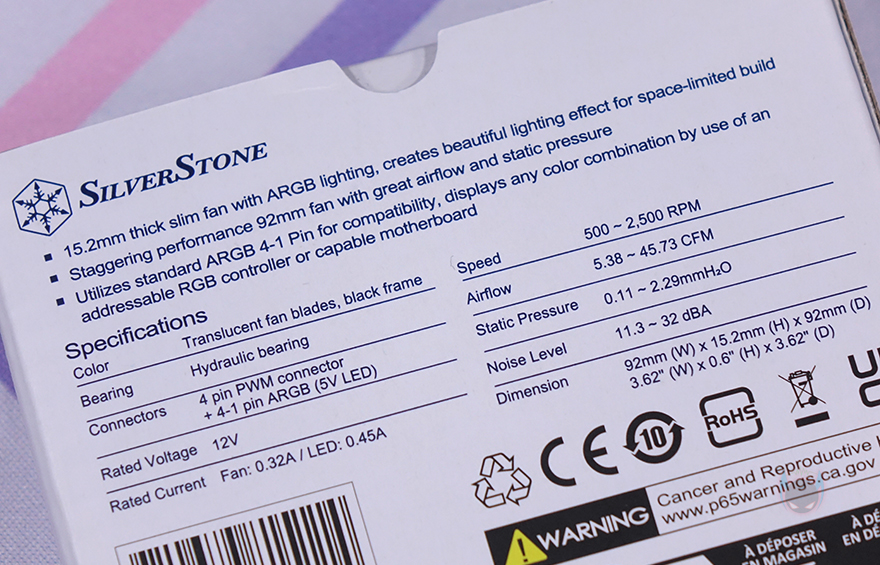 SILVERSTONE
▪ 15.2mm thick slim fan with ARGB lighting, creates beautiful lighting effect for space-limited build
▪ Staggering performance 92mm fan with great airflow and static pressure
▪ Utilizes standard ARGB 4-1 Pin for compatibility, displays any color combination by use of an
addressable RGB controller or capable motherboard
Specifications
Color Translucent fan blades, black frame
Bearing Hydraulic bearing
Connectors 4 pin PWM connector
+ 4-1 pin ARGB (5V LED)
Rated Voltage 12V
Rated Current Fan: 0.32A / LED: 0.45A
Speed 500 ~ 2,500 RPM
Airflow 5.38 ~ 45.73 CFM
Static Pressure 0.11 ~ 2.29mmH₂O
Noise Level 11.3 ~ 32 dBA
Dimension 92mm (W) x 15.2mm (H) x 92mm (D)
3.62" (W) x 0.6" (H) x 3.62" (D)
CE 10 RoHS
WARNING
Cancer and Reproductive
www.p65warnings.ca.gov
À DÉPOSER
EN MAGASIN
À DÉ
EN DÉ